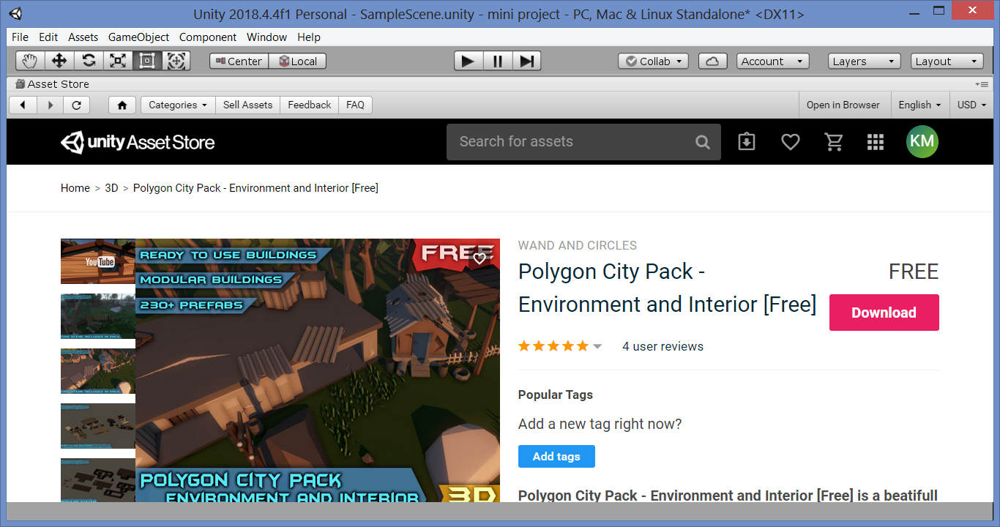 Unity 2018.4.4f1 Personal - SampleScene.unity - mini project - PC, Mac & Linux Standalone* <DX11>
File Edit Assets GameObject Component Window Help
Center Local Collab Account Layers Layout
Asset Store
Categories Sell Assets Feedback FAQ Open in Browser English USD
unity Asset Store Search for assets KM
Home > 3D > Polygon City Pack - Environment and Interior [Free]
YouTube
READY TO USE BUILDINGS
MODULAR BUILDINGS
230+ PREFABS
FREE
POLYGON CITY PACK
ENVIRONMENT AND INTERIOR
3D
WAND AND CIRCLES
Polygon City Pack -
Environment and Interior [Free]
FREE
Download
4 user reviews
Popular Tags
Add a new tag right now?
Add tags
Polygon City Pack - Environment and Interior [Free] is a beatifull